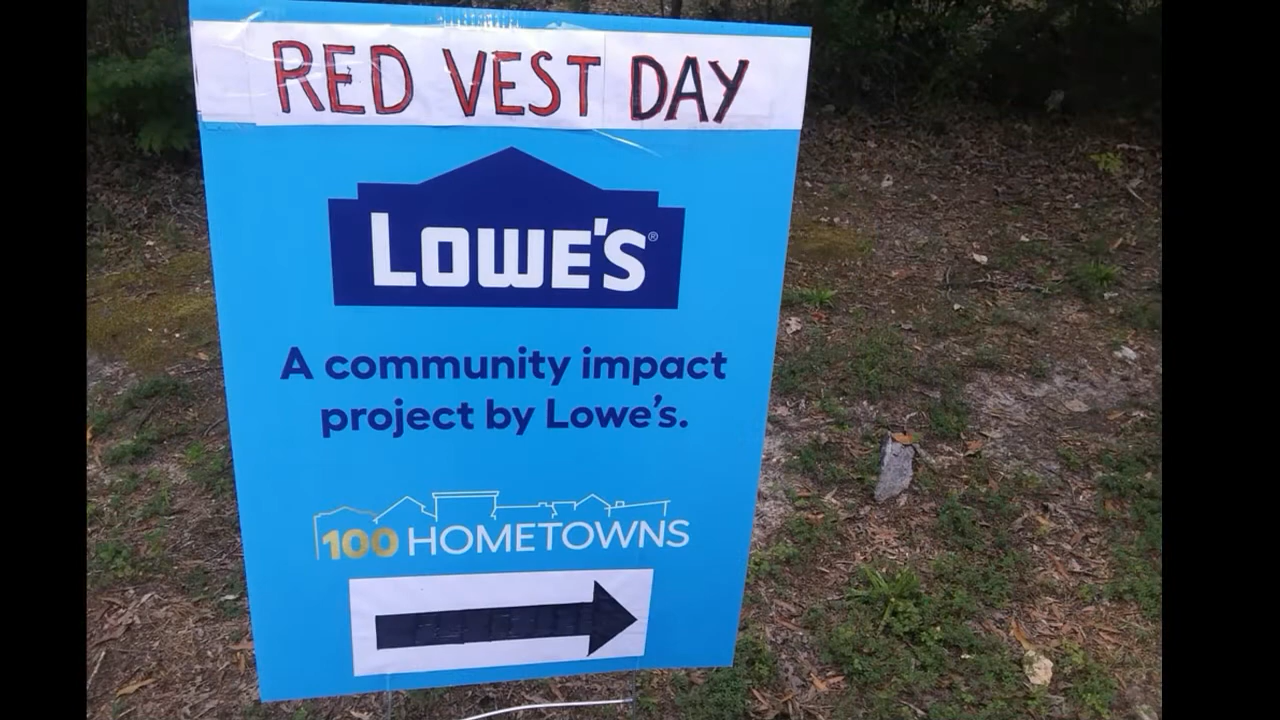 RED VEST DAY
LOWE'S®
A community impact
project by Lowe's.
100 HOMETOWNS